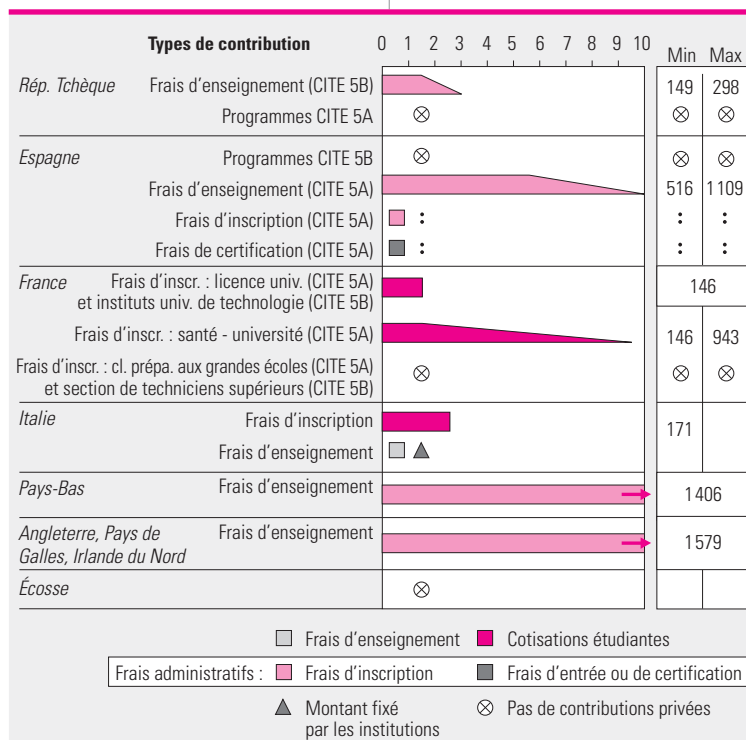 Types de contribution 0 1 2 3 4 5 6 7 8 9 10 Min Max
Rép. Tchèque Frais d'enseignement (CITE 5B) 149 298
Programmes CITE 5A ⊗ ⊗ ⊗
Espagne Programmes CITE 5B ⊗ ⊗ ⊗
Frais d'enseignement (CITE 5A) 516 1109
Frais d'inscription (CITE 5A) : : :
Frais de certification (CITE 5A) : : :
France Frais d'inscr. : licence univ. (CITE 5A)
et instituts univ. de technologie (CITE 5B) 146
Frais d'inscr. : santé - université (CITE 5A) 146 943
Frais d'inscr. : cl. prépa. aux grandes écoles (CITE 5A)
et section de techniciens supérieurs (CITE 5B) ⊗ ⊗ ⊗
Italie Frais d'inscription 171
Frais d'enseignement
Pays-Bas Frais d'enseignement 1406
Angleterre, Pays de Frais d'enseignement
Galles, Irlande du Nord 1579
Écosse ⊗
Frais d'enseignement Cotisations étudiantes
Frais administratifs : Frais d'inscription Frais d'entrée ou de certification
Montant fixé ⊗ Pas de contributions privées
par les institutions